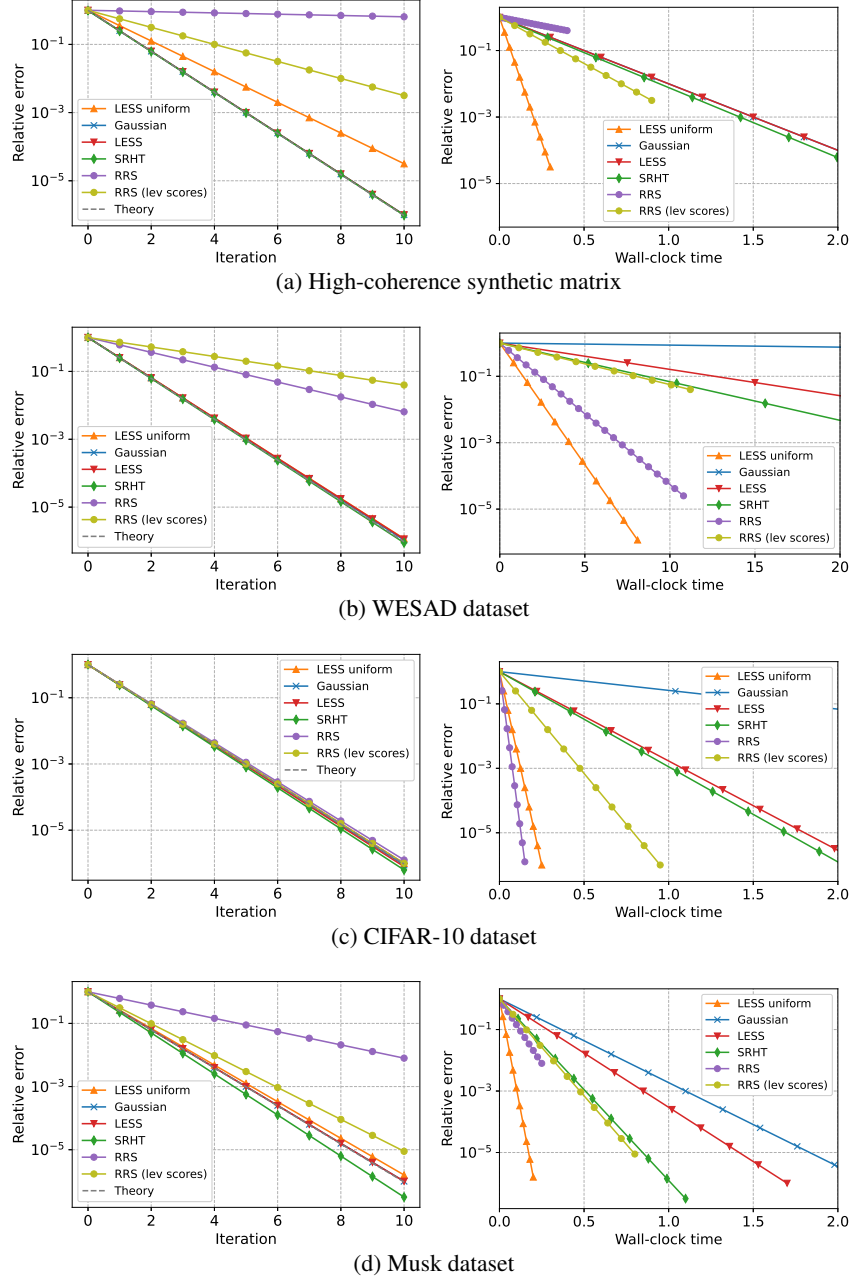 Relative error
10⁻¹
10⁻³
10⁻⁵
LESS uniform
Gaussian
LESS
SRHT
RRS
RRS (lev scores)
Theory
0 2 4 6 8 10
Iteration
Relative error
10⁻¹
10⁻³
10⁻⁵
LESS uniform
Gaussian
LESS
SRHT
RRS
RRS (lev scores)
0.0 0.5 1.0 1.5 2.0
Wall-clock time
(a) High-coherence synthetic matrix
Relative error
10⁻¹
10⁻³
10⁻⁵
LESS uniform
Gaussian
LESS
SRHT
RRS
RRS (lev scores)
Theory
0 2 4 6 8 10
Iteration
Relative error
10⁻¹
10⁻³
10⁻⁵
LESS uniform
Gaussian
LESS
SRHT
RRS
RRS (lev scores)
0 5 10 15 20
Wall-clock time
(b) WESAD dataset
Relative error
10⁻¹
10⁻³
10⁻⁵
LESS uniform
Gaussian
LESS
SRHT
RRS
RRS (lev scores)
Theory
0 2 4 6 8 10
Iteration
Relative error
10⁻¹
10⁻³
10⁻⁵
LESS uniform
Gaussian
LESS
SRHT
RRS
RRS (lev scores)
0.0 0.5 1.0 1.5 2.0
Wall-clock time
(c) CIFAR-10 dataset
Relative error
10⁻¹
10⁻³
10⁻⁵
LESS uniform
Gaussian
LESS
SRHT
RRS
RRS (lev scores)
Theory
0 2 4 6 8 10
Iteration
Relative error
10⁻¹
10⁻³
10⁻⁵
LESS uniform
Gaussian
LESS
SRHT
RRS
RRS (lev scores)
0.0 0.5 1.0 1.5 2.0
Wall-clock time
(d) Musk dataset